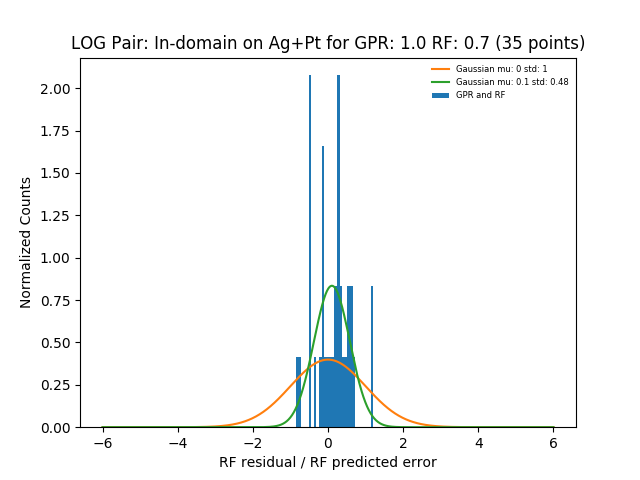 LOG Pair: In-domain on Ag+Pt for GPR: 1.0 RF: 0.7 (35 points)
Gaussian mu: 0 std: 1
Gaussian mu: 0.1 std: 0.48
GPR and RF
Normalized Counts
2.00
1.75
1.50
1.25
1.00
0.75
0.50
0.25
0.00
−6 −4 −2 0 2 4 6
RF residual / RF predicted error